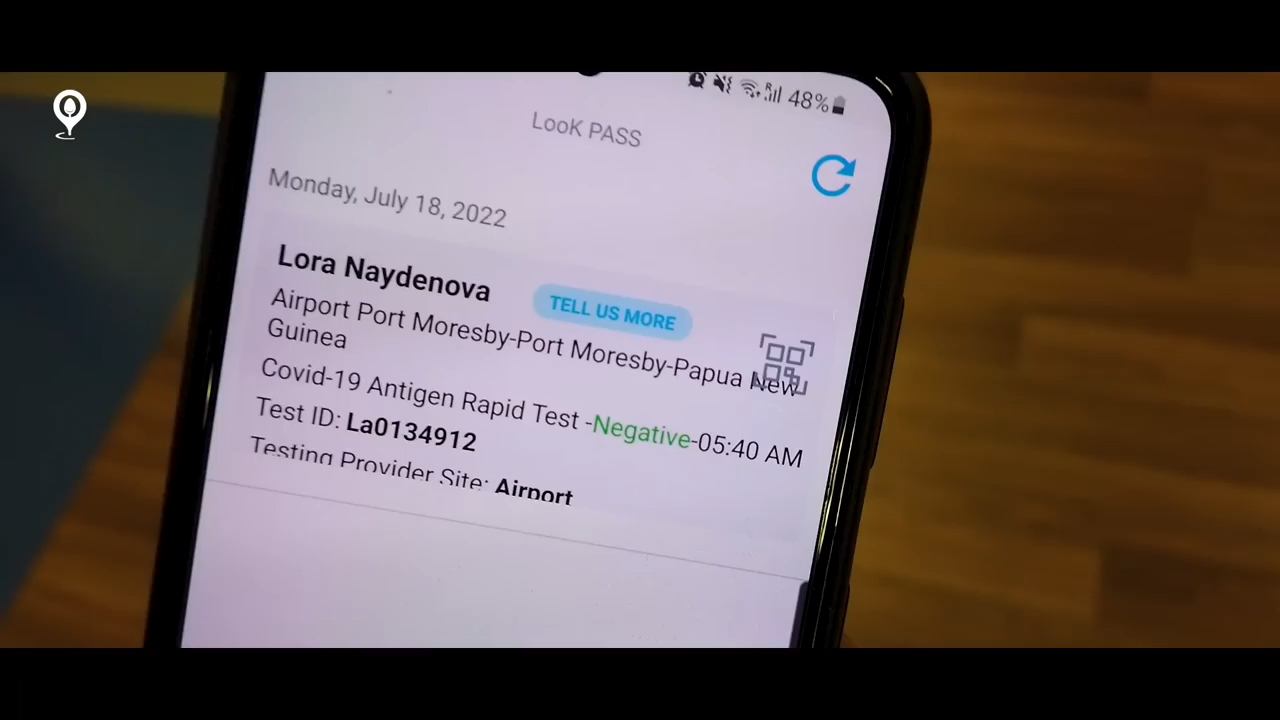 48%
LooK PASS
Monday, July 18, 2022
Lora Naydenova
TELL US MORE
Airport Port Moresby-Port Moresby-Papua New
Guinea
Covid-19 Antigen Rapid Test -Negative-05:40 AM
Test ID: La0134912
Testing Provider Site: Airport